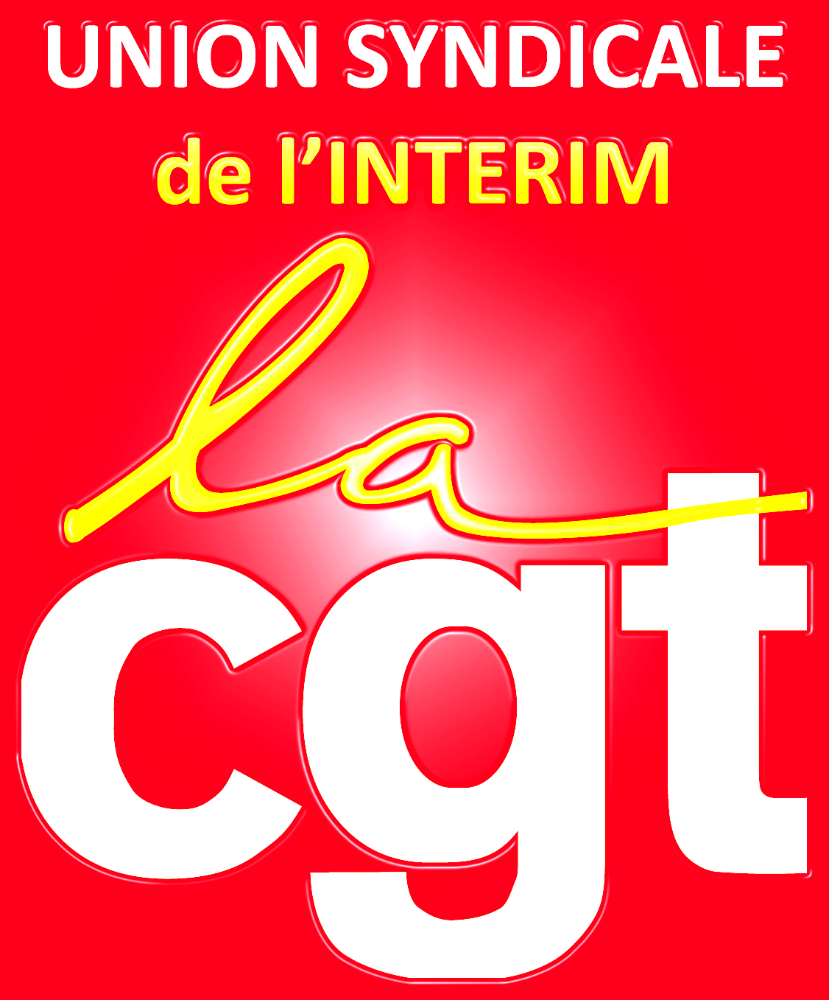 UNION SYNDICALE
de l’INTERIM
la
cgt